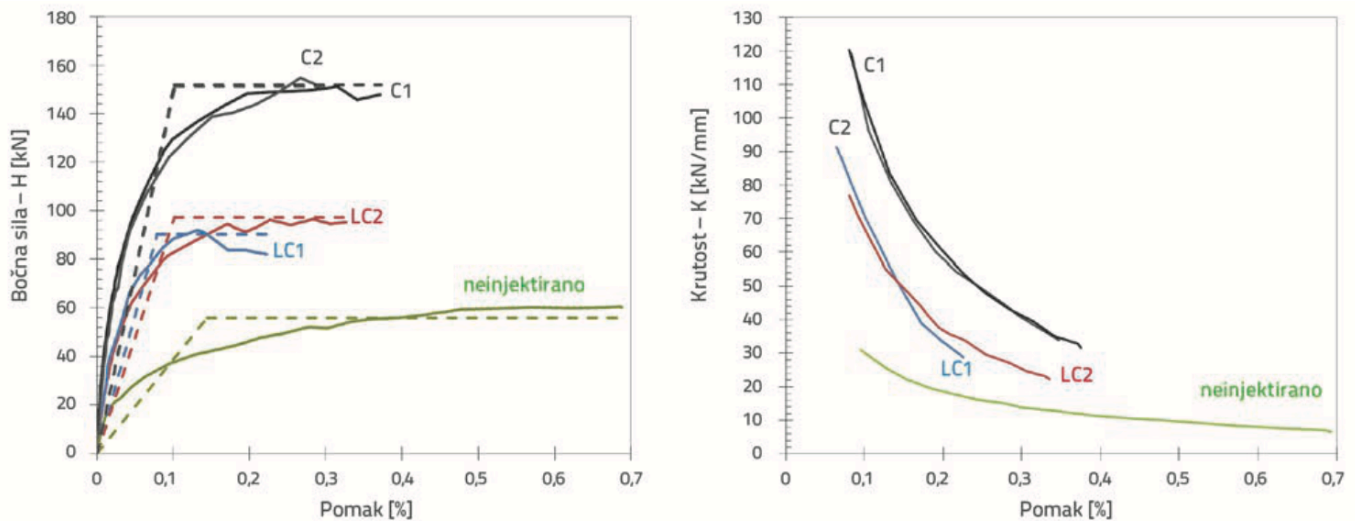 180
160
140
120
100
80
60
40
20
0
Bočna sila – H [kN]
C2
C1
LC2
LC1
neinjektirano
0 0,1 0,2 0,3 0,4 0,5 0,6 0,7
Pomak [%]
130
120
110
100
90
80
70
60
50
40
30
20
10
0
Krutost – K [kN/mm]
C1
C2
LC1
LC2
neinjektirano
0 0,1 0,2 0,3 0,4 0,5 0,6 0,7
Pomak [%]